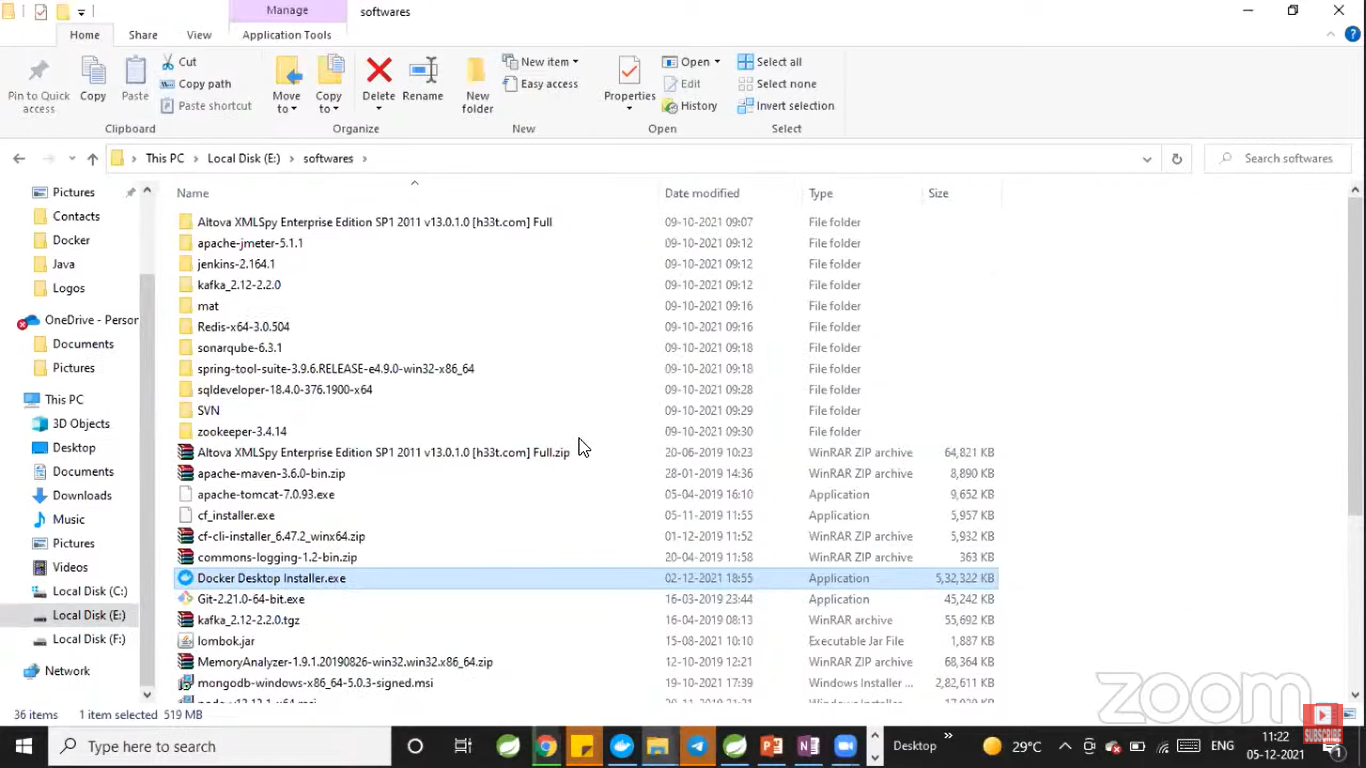 Manage
softwares
Home
Share
View
Application Tools
Pin to Quick access
Copy
Paste
Cut
Copy path
Paste shortcut
Clipboard
Move to
Copy to
Delete
Rename
Organize
New folder
New item
Easy access
New
Properties
Open
Edit
History
Open
Select all
Select none
Invert selection
Select
This PC > Local Disk (E:) > softwares >
Search softwares
Name Date modified Type Size
Pictures
Contacts
Docker
Java
Logos
OneDrive - Person
Documents
Pictures
This PC
3D Objects
Desktop
Documents
Downloads
Music
Pictures
Videos
Local Disk (C:)
Local Disk (E:)
Local Disk (F:)
Network
Altova XMLSpy Enterprise Edition SP1 2011 v13.0.1.0 [h33t.com] Full 09-10-2021 09:07 File folder
apache-jmeter-5.1.1 09-10-2021 09:12 File folder
jenkins-2.164.1 09-10-2021 09:12 File folder
kafka_2.12-2.2.0 09-10-2021 09:12 File folder
mat 09-10-2021 09:16 File folder
Redis-x64-3.0.504 09-10-2021 09:16 File folder
sonarqube-6.3.1 09-10-2021 09:18 File folder
spring-tool-suite-3.9.6.RELEASE-e4.9.0-win32-x86_64 09-10-2021 09:18 File folder
sqldeveloper-18.4.0-376.1900-x64 09-10-2021 09:28 File folder
SVN 09-10-2021 09:29 File folder
zookeeper-3.4.14 09-10-2021 09:30 File folder
Altova XMLSpy Enterprise Edition SP1 2011 v13.0.1.0 [h33t.com] Full.zip 20-06-2019 10:23 WinRAR ZIP archive 64,821 KB
apache-maven-3.6.0-bin.zip 28-01-2019 14:36 WinRAR ZIP archive 8,890 KB
apache-tomcat-7.0.93.exe 05-04-2019 16:10 Application 9,652 KB
cf_installer.exe 05-11-2019 11:55 Application 5,957 KB
cf-cli-installer_6.47.2_winx64.zip 01-12-2019 11:52 WinRAR ZIP archive 5,932 KB
commons-logging-1.2-bin.zip 20-04-2019 11:58 WinRAR ZIP archive 363 KB
Docker Desktop Installer.exe 02-12-2021 18:55 Application 5,32,322 KB
Git-2.21.0-64-bit.exe 16-03-2019 23:44 Application 45,242 KB
kafka_2.12-2.2.0.tgz 16-04-2019 08:13 WinRAR archive 55,692 KB
lombok.jar 15-08-2021 10:10 Executable Jar File 1,887 KB
MemoryAnalyzer-1.9.1.20190826-win32.win32.x86_64.zip 12-10-2019 12:21 WinRAR ZIP archive 68,364 KB
mongodb-windows-x86_64-5.0.3-signed.msi 19-10-2021 17:39 Windows Installer ... 2,82,611 KB
zoom
SUBSCRIBE
36 items 1 item selected 519 MB
Type here to search
Desktop
29°C
ENG
11:22
05-12-2021
1